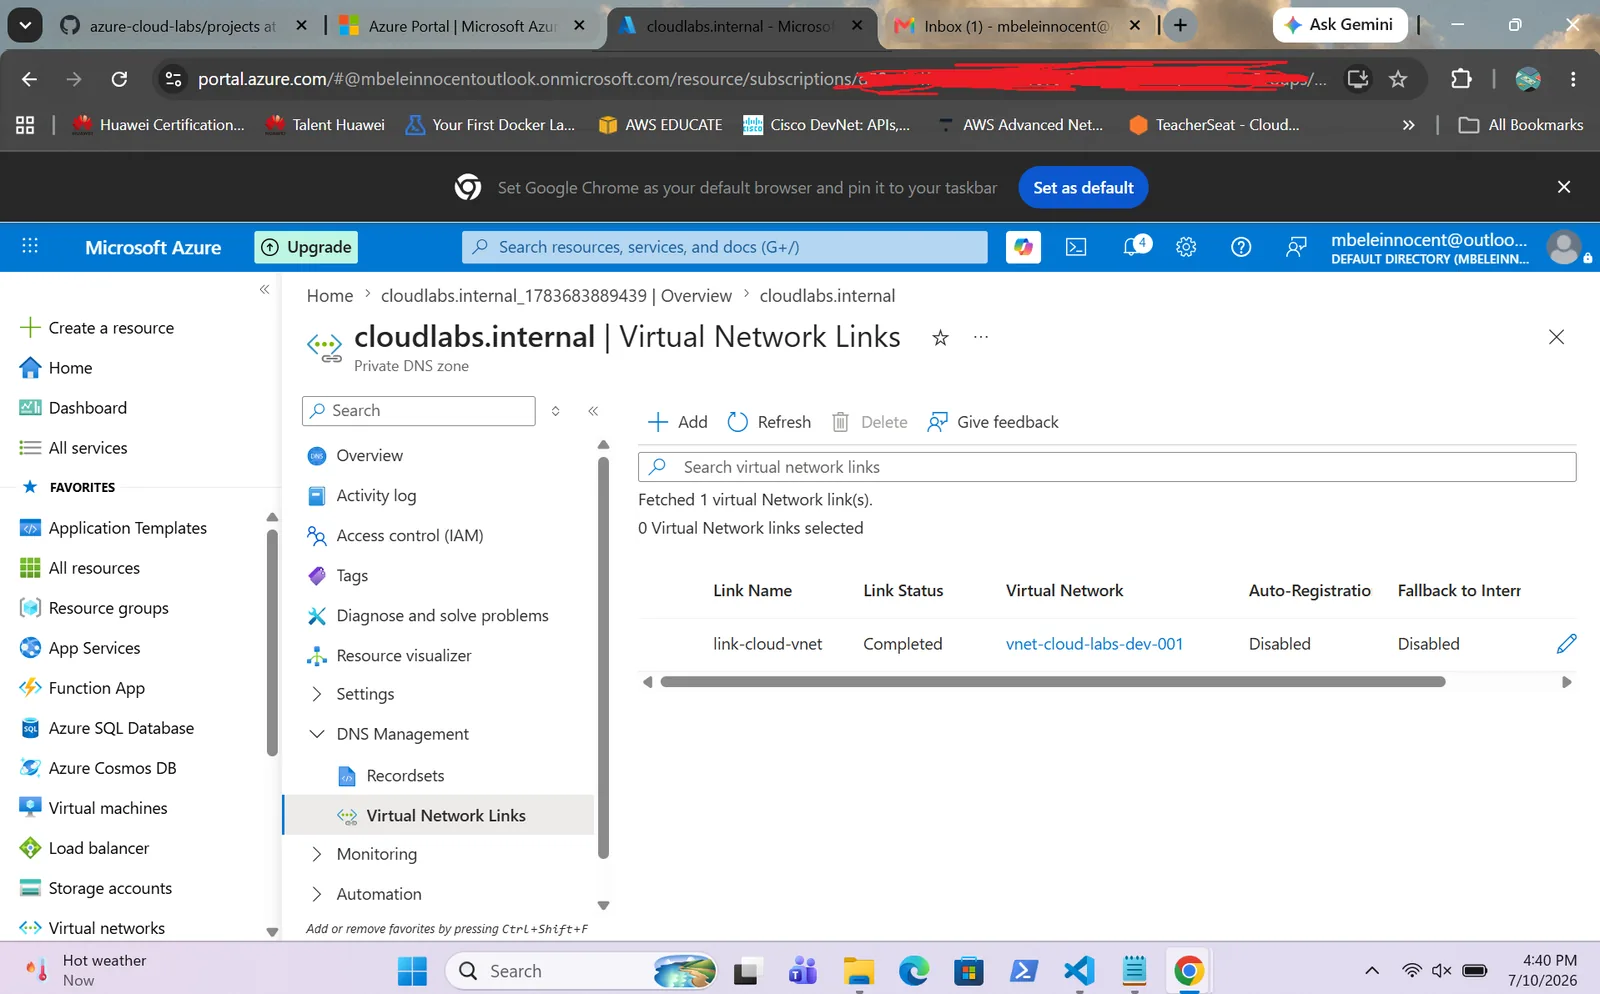 azure-cloud-labs/projects at
Azure Portal | Microsoft Azu
cloudlabs.internal - Microsof
Inbox (1) - mbeleinnocent@
Ask Gemini
portal.azure.com/#@mbeleinnocentoutlook.onmicrosoft.com/resource/subscriptions/
Huawei Certification...
Talent Huawei
Your First Docker La...
AWS EDUCATE
Cisco DevNet: APIs,...
AWS Advanced Net...
TeacherSeat - Cloud...
All Bookmarks
Set Google Chrome as your default browser and pin it to your taskbar
Set as default
Microsoft Azure
Upgrade
Search resources, services, and docs (G+/)
4
mbeleinnocent@outloo...
DEFAULT DIRECTORY (MBELEINN...
Home
cloudlabs.internal_1783683889439 | Overview
cloudlabs.internal
cloudlabs.internal | Virtual Network Links
Private DNS zone
Create a resource
Home
Dashboard
All services
FAVORITES
Application Templates
All resources
Resource groups
App Services
Function App
Azure SQL Database
Azure Cosmos DB
Virtual machines
Load balancer
Storage accounts
Virtual networks
Search
Overview
Activity log
Access control (IAM)
Tags
Diagnose and solve problems
Resource visualizer
Settings
DNS Management
Recordsets
Virtual Network Links
Monitoring
Automation
Add or remove favorites by pressing Ctrl+Shift+F
Add
Refresh
Delete
Give feedback
Search virtual network links
Fetched 1 virtual Network link(s).
0 Virtual Network links selected
Link Name Link Status Virtual Network Auto-Registratio Fallback to Intern
link-cloud-vnet Completed vnet-cloud-labs-dev-001 Disabled Disabled
Hot weather
Now
Search
4:40 PM
7/10/2026